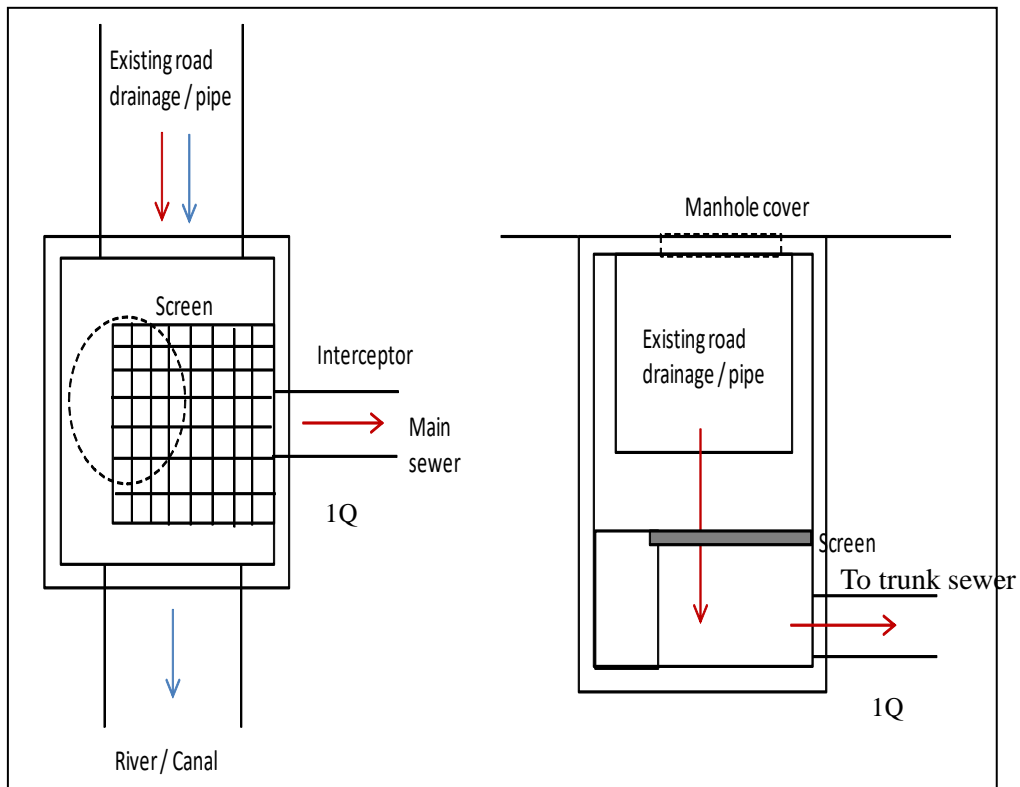 Existing road
drainage / pipe
Screen
Interceptor
Main
sewer
1Q
River / Canal
Manhole cover
Existing road
drainage / pipe
Screen
To trunk sewer
1Q